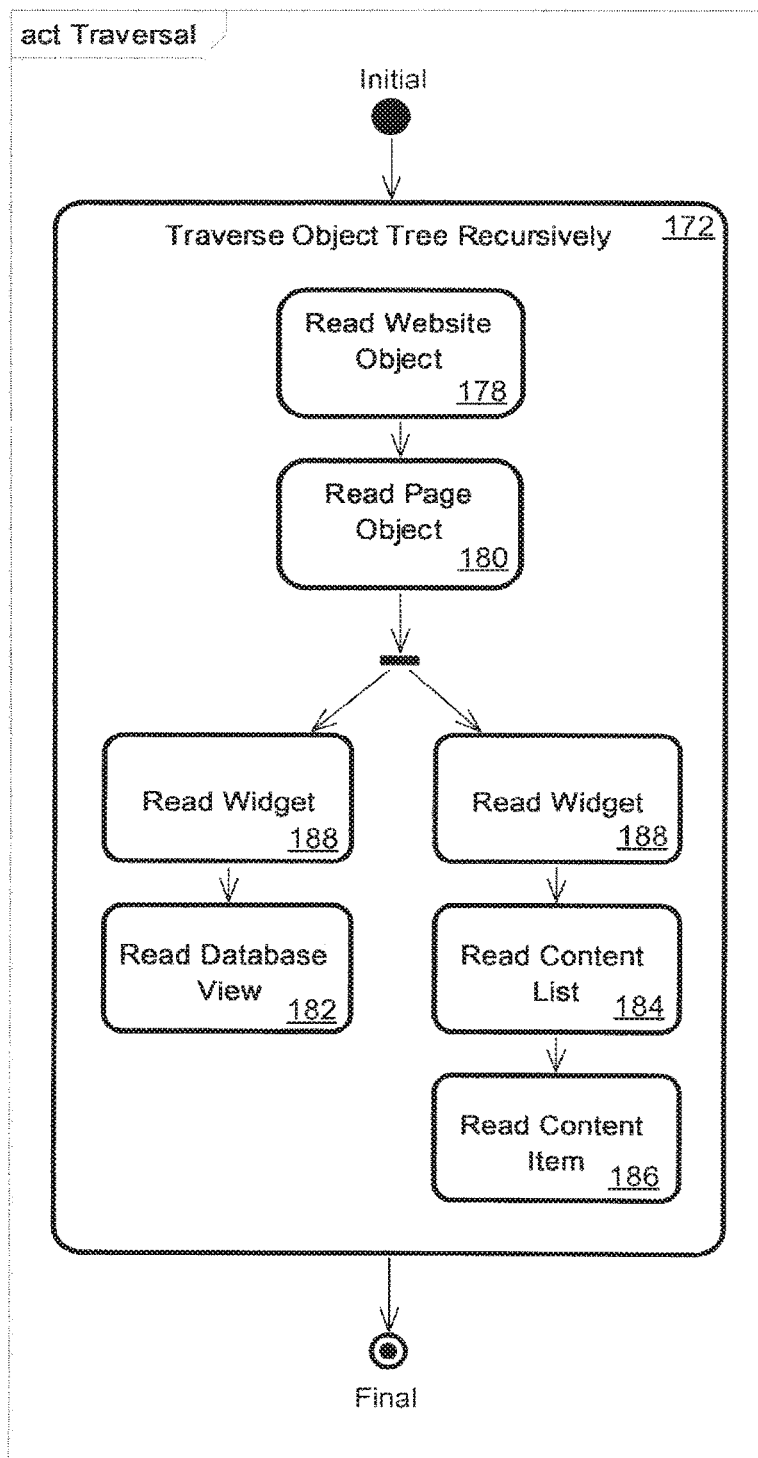 act Traversal
Initial
Traverse Object Tree Recursively
172
Read Website
Object
178
Read Page
Object
180
Read Widget
188
Read Widget
188
Read Database
View
182
Read Content
List
184
Read Content
Item
186
Final